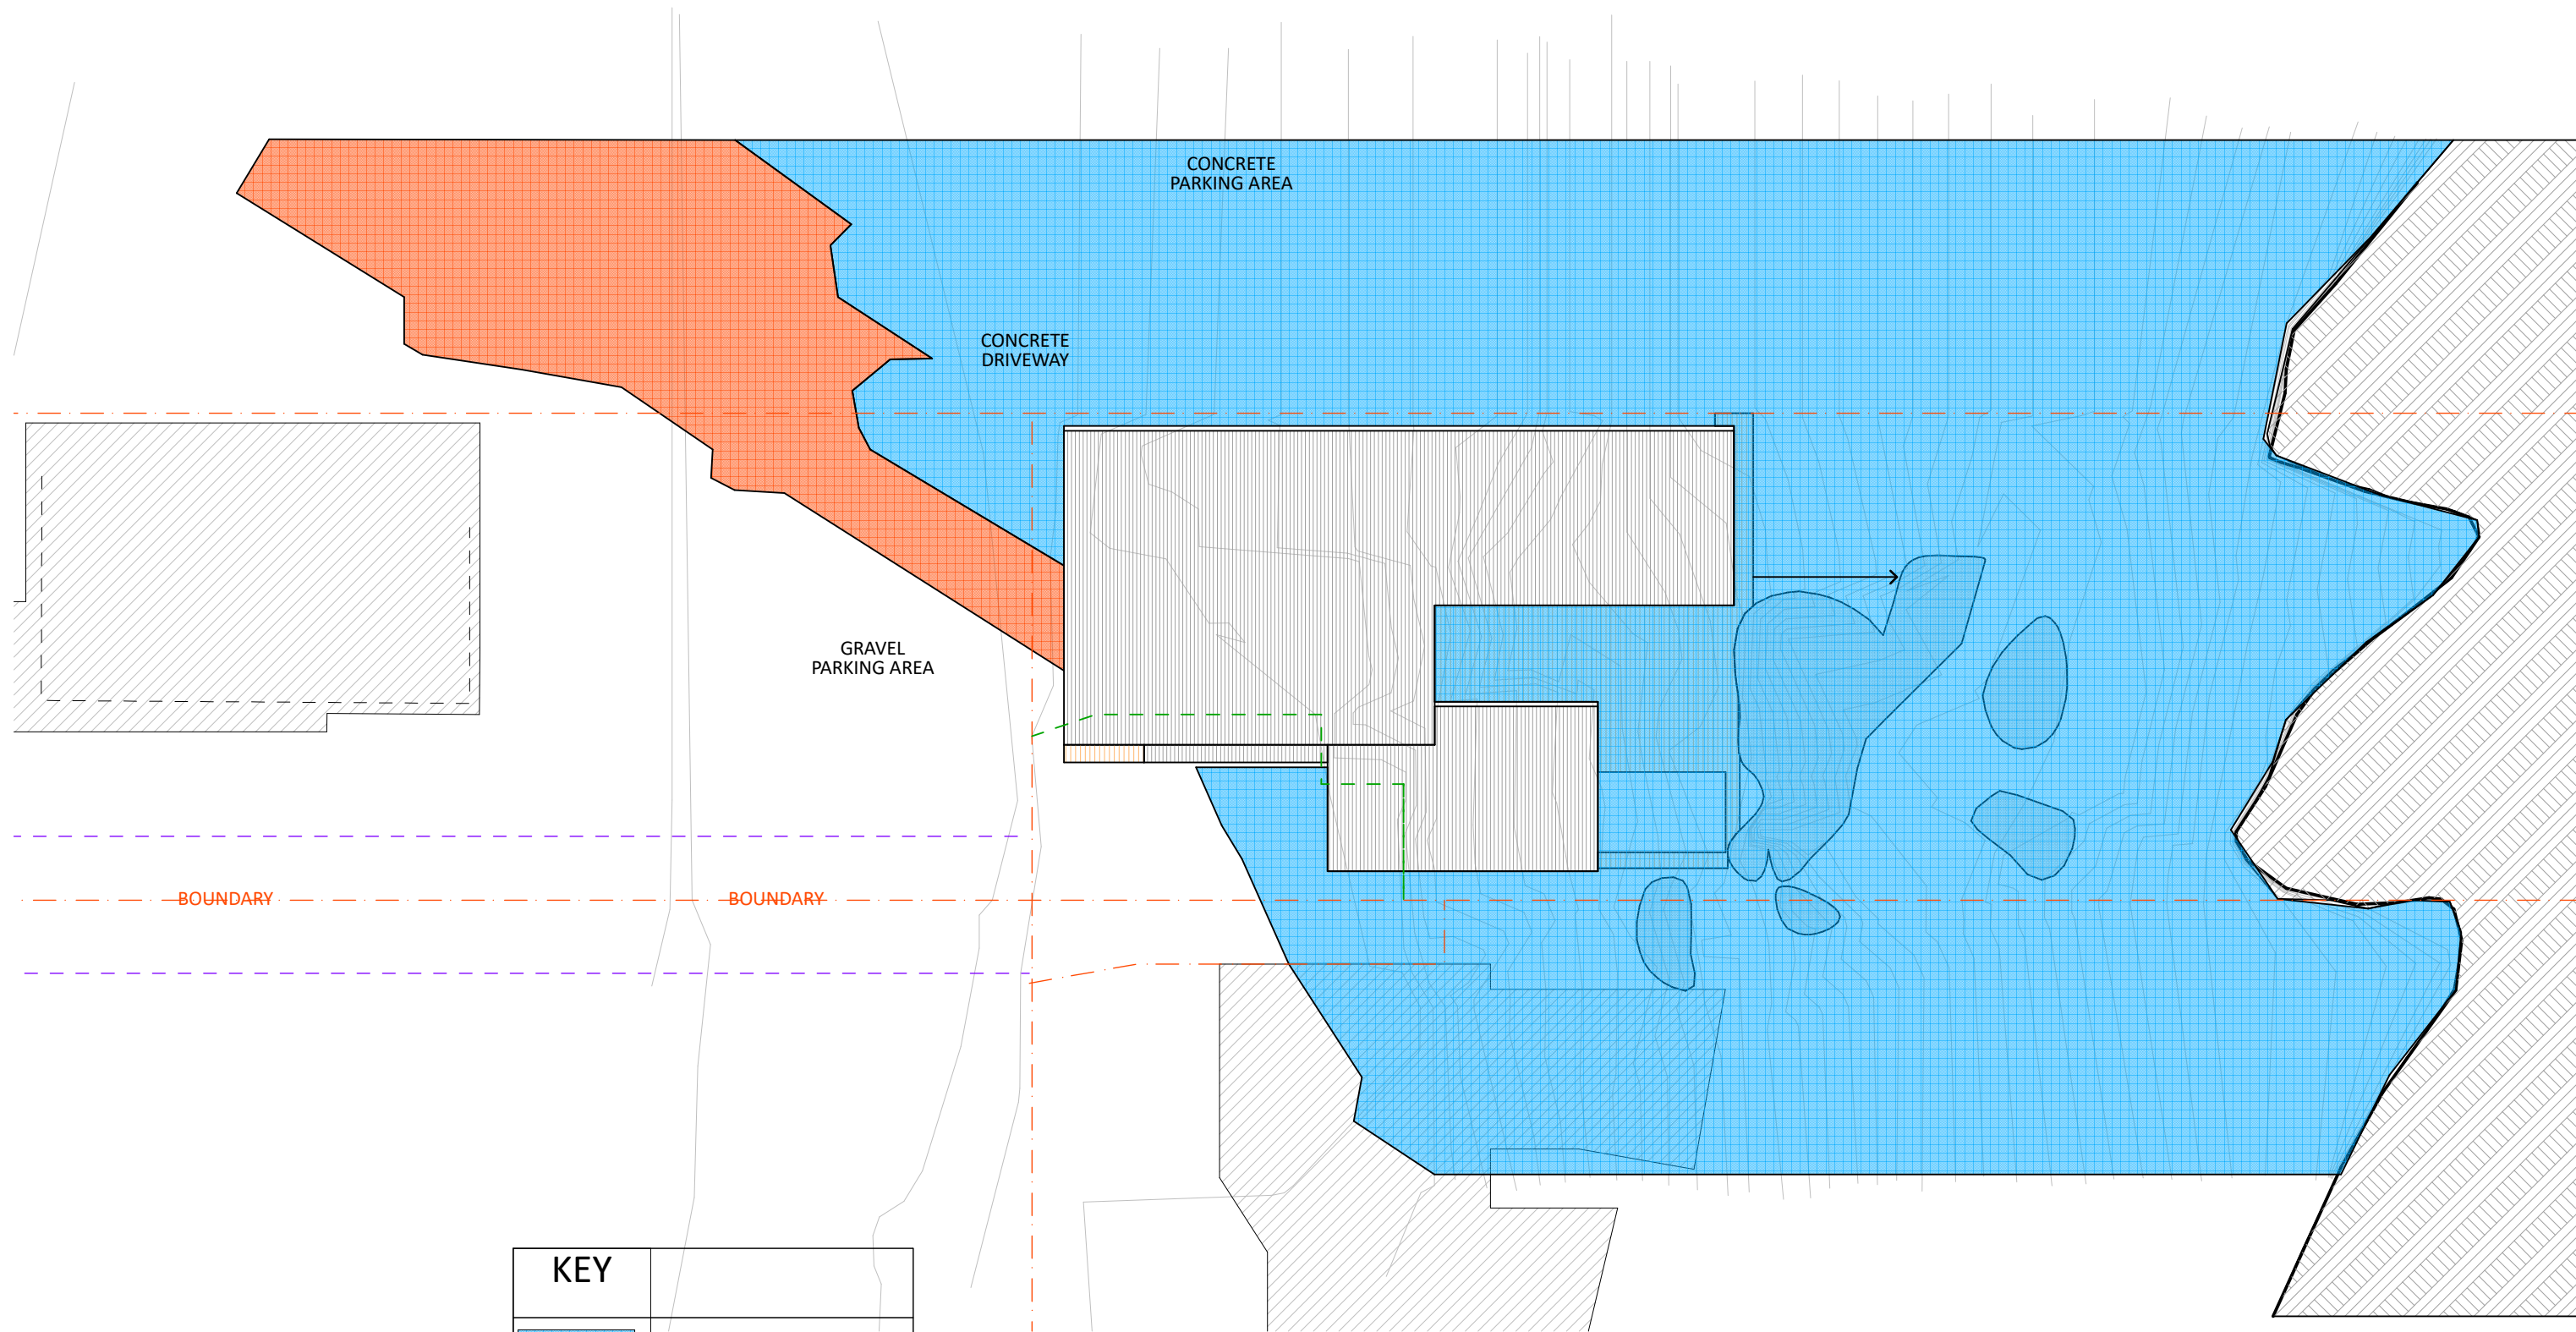 CONCRETE
PARKING AREA
CONCRETE
DRIVEWAY
GRAVEL
PARKING AREA
BOUNDARY
BOUNDARY
KEY